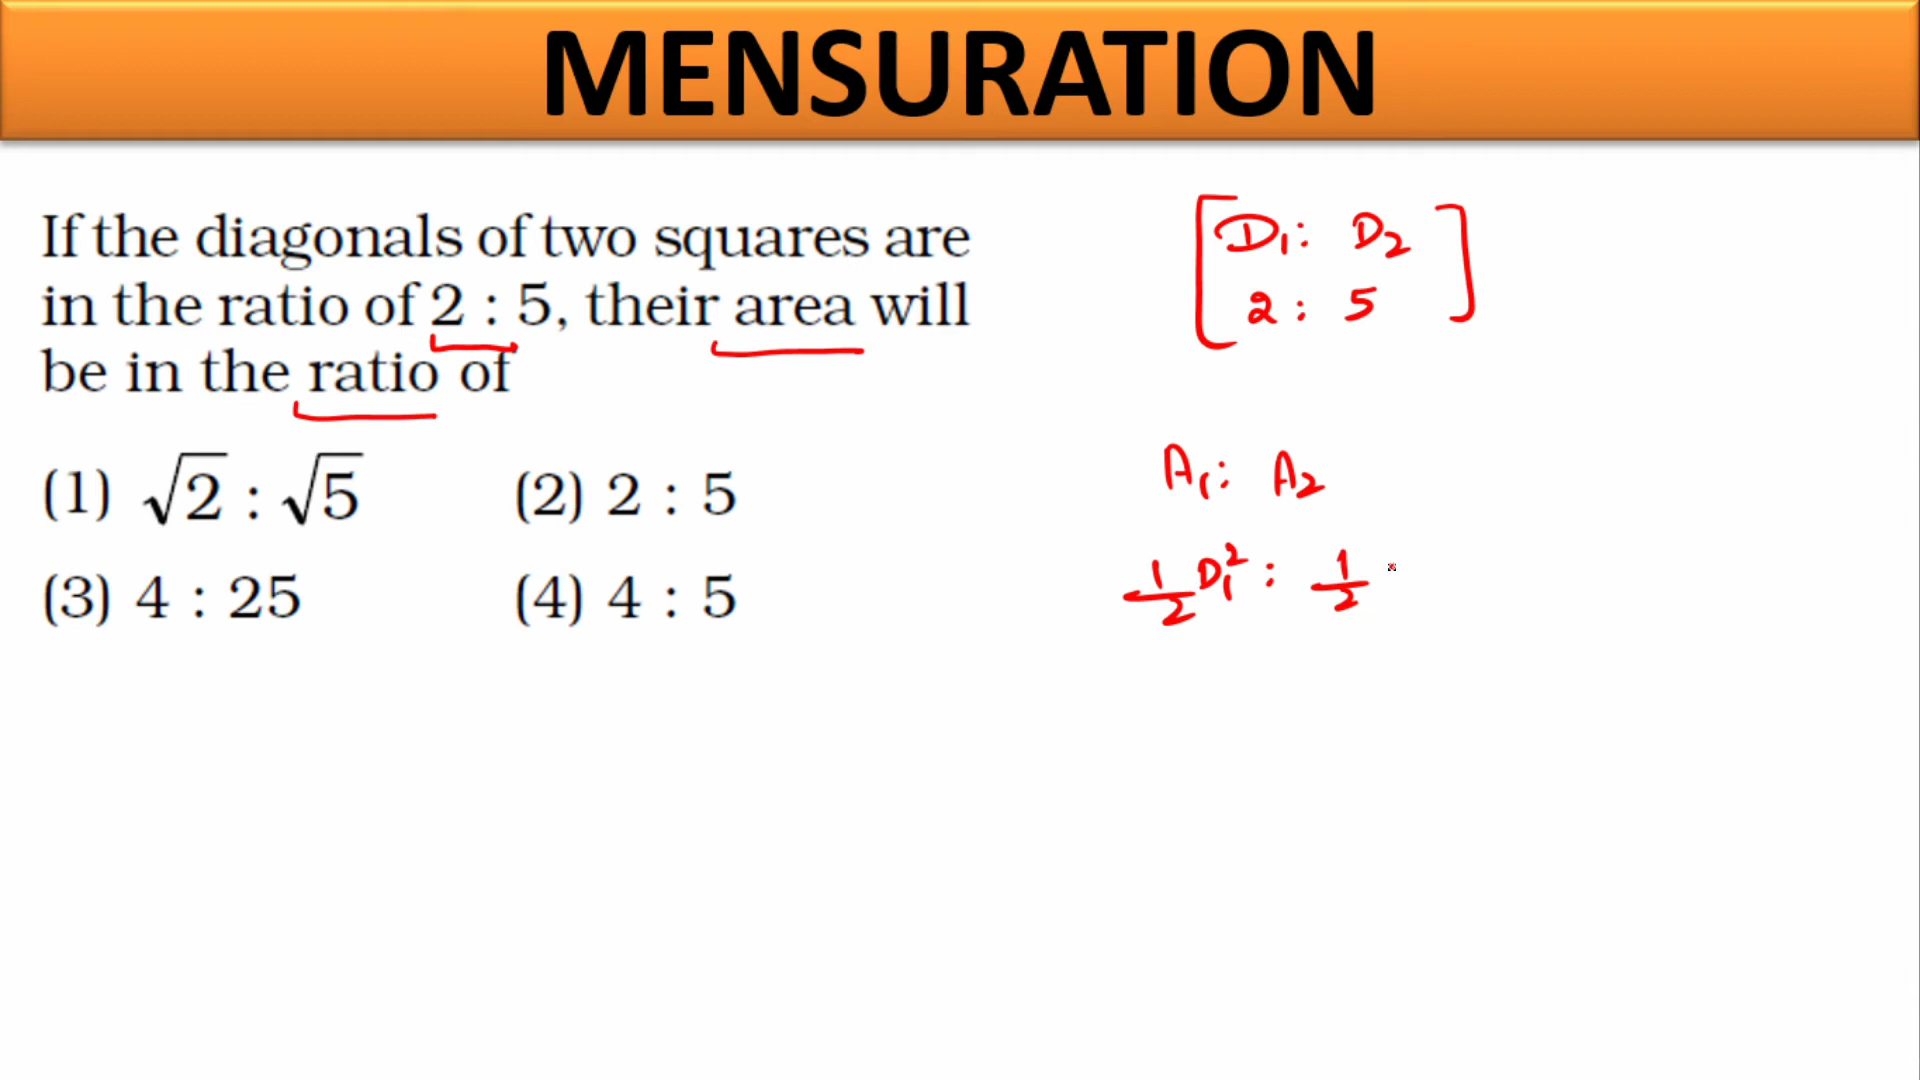 MENSURATION
If the diagonals of two squares are
in the ratio of 2 : 5, their area will
be in the ratio of
(1) √2 : √5 (2) 2 : 5
(3) 4 : 25 (4) 4 : 5
D₁ : D₂
2 : 5
A₁ : A₂
1/2 D₁² : 1/2